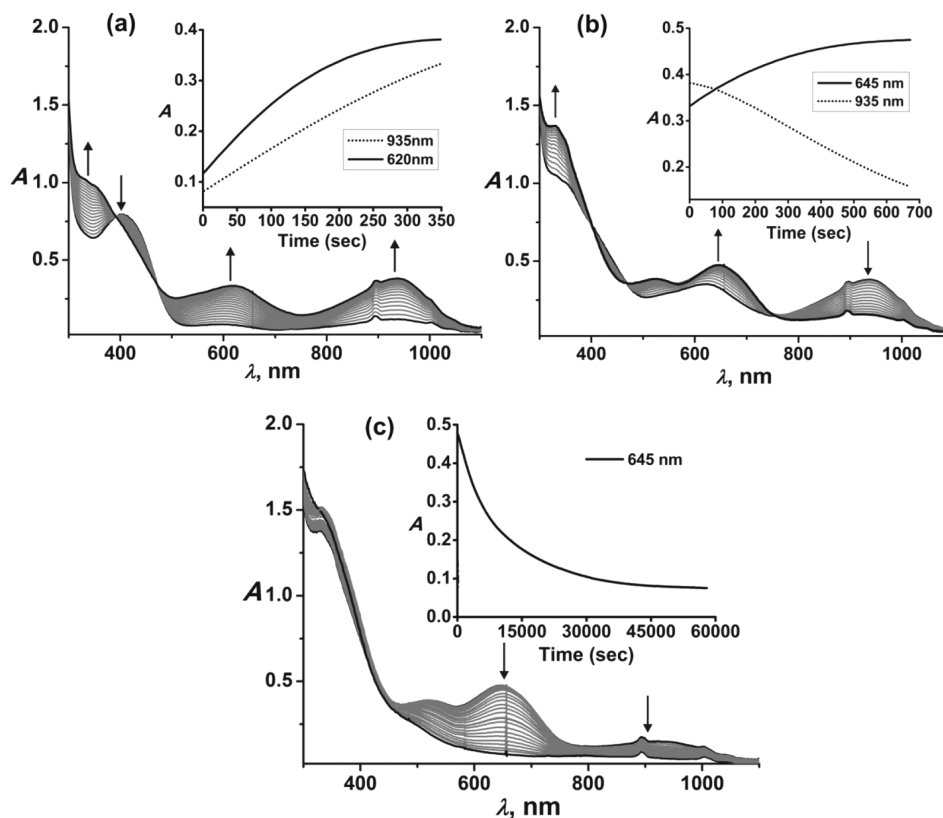 (a)
2.0
1.5
1.0
0.5
A
400
600
800
1000
λ, nm
0.4
0.3
0.2
0.1
A
0 50 100 150 200 250 300 350
Time (sec)
935nm
620nm
(b)
2.0
1.5
1.0
0.5
A
400
600
800
1000
λ, nm
0.5
0.4
0.3
0.2
A
0 100 200 300 400 500 600 700
Time (sec)
645 nm
935 nm
(c)
2.0
1.5
1.0
0.5
A
400
600
800
1000
λ, nm
0.5
0.4
0.3
0.2
0.1
0.0
A
0 15000 30000 45000 60000
Time (sec)
645 nm